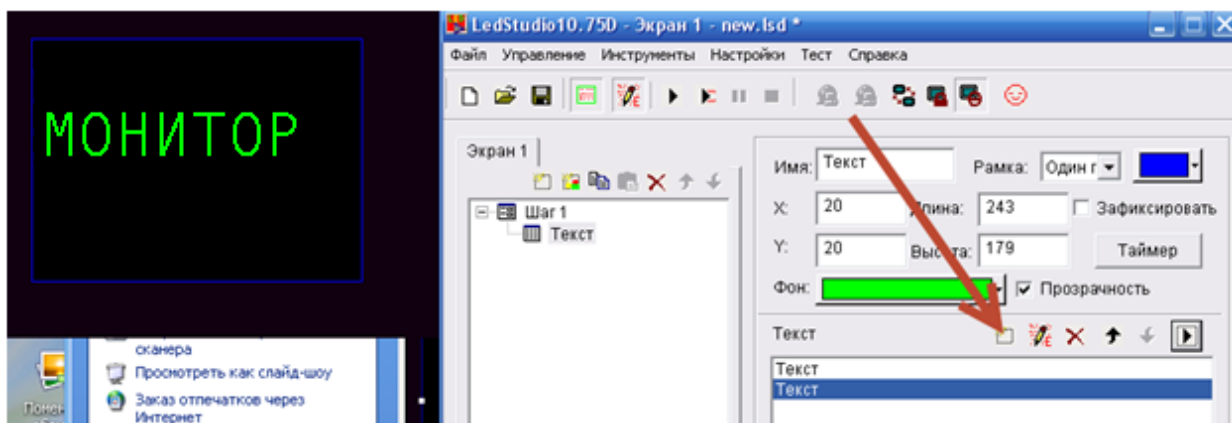 МОНИТОР
сканера
Просмотреть как слайд-шоу
Заказ отпечатков через
Интернет
LedStudio10.75D - Экран 1 - new.lsd *
Файл Управление Инструменты Настройки Тест Справка
Экран 1
Шаг 1
Текст
Имя: Текст Рамка: Один г
X: 20 Длина: 243 Зафиксировать
Y: 20 Высота: 179 Таймер
Фон: Прозрачность
Текст
Текст
Текст